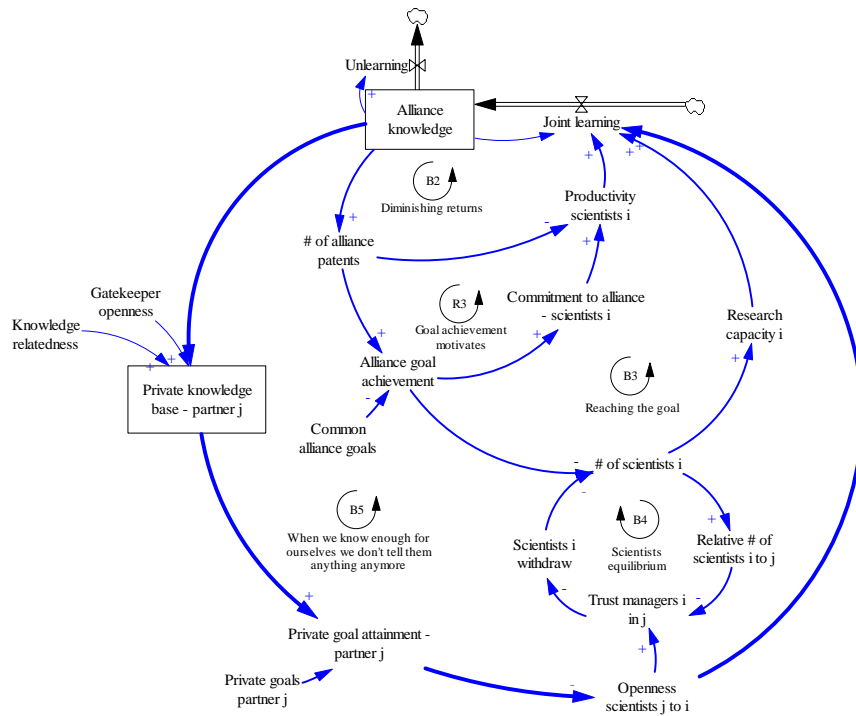 Unlearning
+
Alliance
knowledge
Joint learning
B2
Diminishing returns
+
+
+
Productivity
scientists i
+
-
+
# of alliance
patents
Gatekeeper
openness
Knowledge
relatedness
R3
Goal achievement
motivates
Commitment to alliance
- scientists i
Research
capacity i
+
+
+
+
+
Alliance goal
achievement
B3
Reaching the goal
Private knowledge
base - partner j
-
Common
alliance goals
-
# of scientists i
-
B5
When we know enough for
ourselves we don't tell them
anything anymore
+
B4
Scientists
equilibrium
Scientists i
withdraw
Relative # of
scientists i to j
-
-
+
Trust managers i
in j
Private goal attainment -
partner j
+
Private goals
partner j
-
Openness
scientists j to i